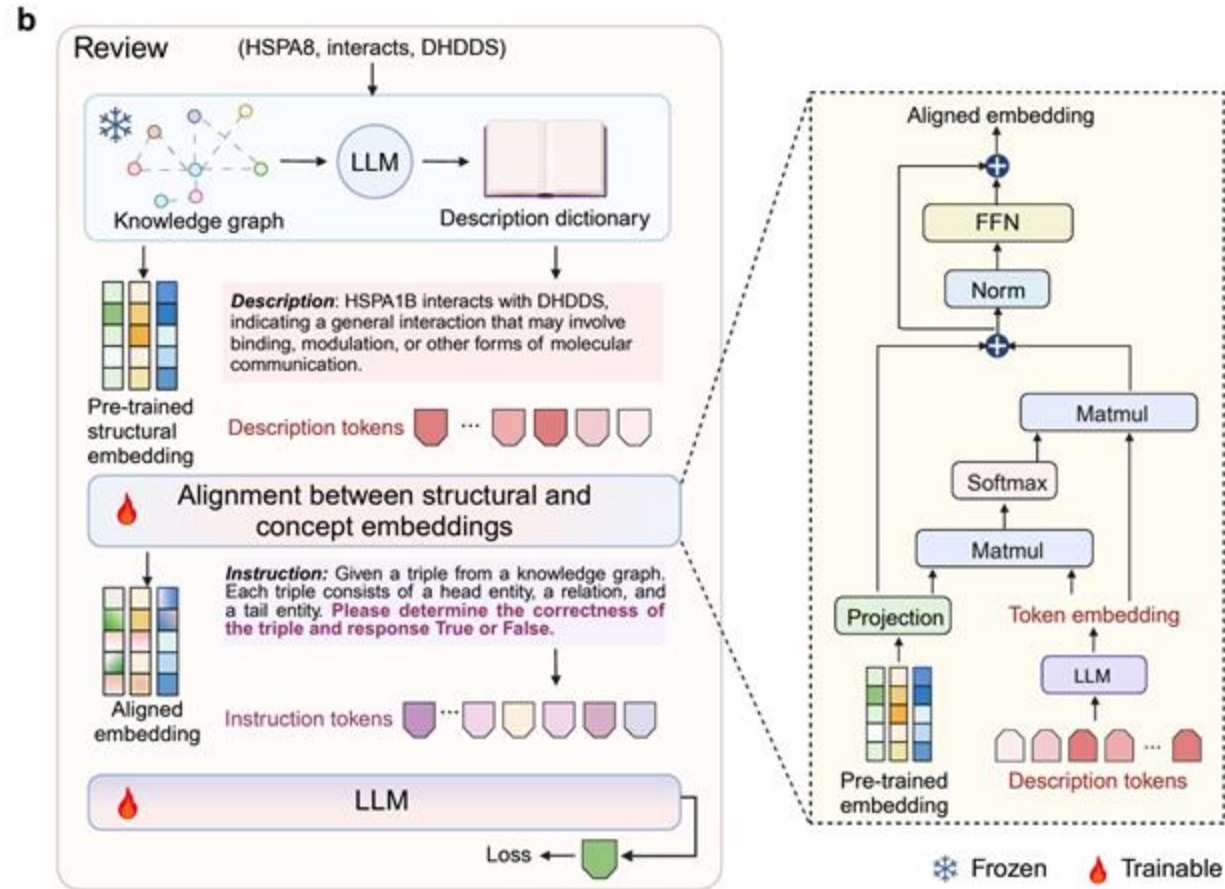 b
Review
(HSPA8, interacts, DHDDS)
LLM
Knowledge graph
Description dictionary
Description: HSPA1B interacts with DHDDS,
indicating a general interaction that may involve
binding, modulation, or other forms of molecular
communication.
Pre-trained
structural
embedding
Description tokens
...
Alignment between structural and
concept embeddings
Instruction: Given a triple from a knowledge graph.
Each triple consists of a head entity, a relation, and
a tail entity. Please determine the correctness of
the triple and response True or False.
Aligned
embedding
Instruction tokens
...
LLM
Loss
Aligned embedding
FFN
Norm
Matmul
Softmax
Matmul
Projection
Token embedding
LLM
...
Pre-trained
embedding
Description tokens
Frozen
Trainable